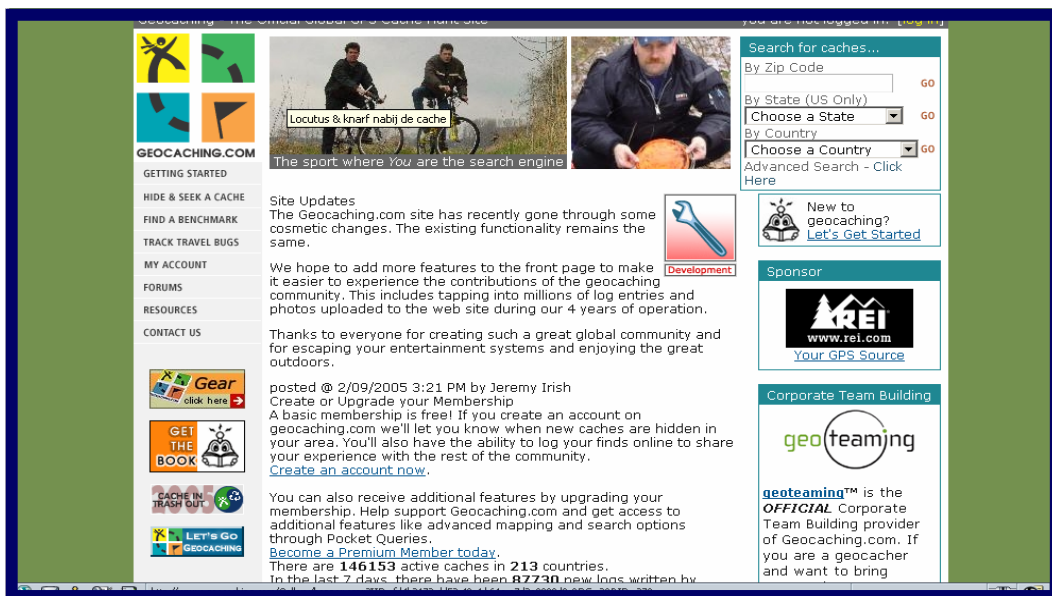 Geocaching - The Official Global GPS Cache Hunt Site
you are not logged in. [log in]
GEOCACHING.COM
GETTING STARTED
HIDE & SEEK A CACHE
FIND A BENCHMARK
TRACK TRAVEL BUGS
MY ACCOUNT
FORUMS
RESOURCES
CONTACT US
Gear
click here
GET
THE
BOOK
CACHE IN
TRASH OUT
2005
LET'S GO
GEOCACHING
Locutus & knarf nabij de cache
The sport where You are the search engine
Site Updates
The Geocaching.com site has recently gone through some
cosmetic changes. The existing functionality remains the
same.
Development
We hope to add more features to the front page to make
it easier to experience the contributions of the geocaching
community. This includes tapping into millions of log entries and
photos uploaded to the web site during our 4 years of operation.
Thanks to everyone for creating such a great global community and
for escaping your entertainment systems and enjoying the great
outdoors.
posted @ 2/09/2005 3:21 PM by Jeremy Irish
Create or Upgrade your Membership
A basic membership is free! If you create an account on
geocaching.com we'll let you know when new caches are hidden in
your area. You'll also have the ability to log your finds online to share
your experience with the rest of the community.
Create an account now.
You can also receive additional features by upgrading your
membership. Help support Geocaching.com and get access to
additional features like advanced mapping and search options
through Pocket Queries.
Become a Premium Member today.
There are 146153 active caches in 213 countries.
In the last 7 days, there have been 87730 new logs written by
Search for caches...
By Zip Code
GO
By State (US Only)
Choose a State
GO
By Country
Choose a Country
GO
Advanced Search - Click
Here
New to
geocaching?
Let's Get Started
Sponsor
REI
www.rei.com
Your GPS Source
Corporate Team Building
geoteaming
geoteaming™ is the
OFFICIAL Corporate
Team Building provider
of Geocaching.com. If
you are a geocacher
and want to bring